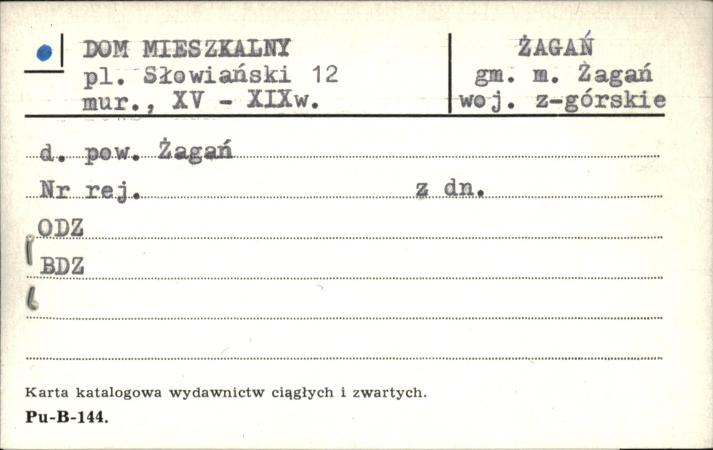 DOM MIESZKALNY
pl. Słowiański 12
mur., XV - XIXw.
ŻAGAŃ
gm. m. Żagań
woj. z-górskie
d. pow. Żagań
Nr rej. z dn.
ODZ
BDZ
Karta katalogowa wydawnictw ciągłych i zwartych.
Pu-B-144.